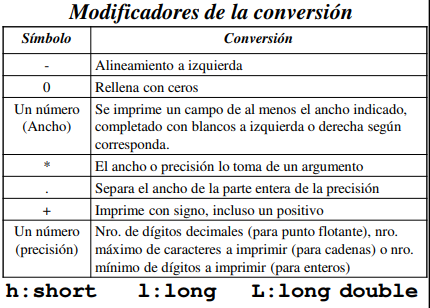 Modificadores de la conversión
Símbolo Conversión
- Alineamiento a izquierda
0 Rellena con ceros
Un número Se imprime un campo de al menos el ancho indicado,
(Ancho) completado con blancos a izquierda o derecha según
corresponda.
* El ancho o precisión lo toma de un argumento
. Separa el ancho de la parte entera de la precisión
+ Imprime con signo, incluso un positivo
Un número Nro. de dígitos decimales (para punto flotante), nro.
(precisión) máximo de caracteres a imprimir (para cadenas) o nro.
mínimo de dígitos a imprimir (para enteros)
h:short l:long L:long double